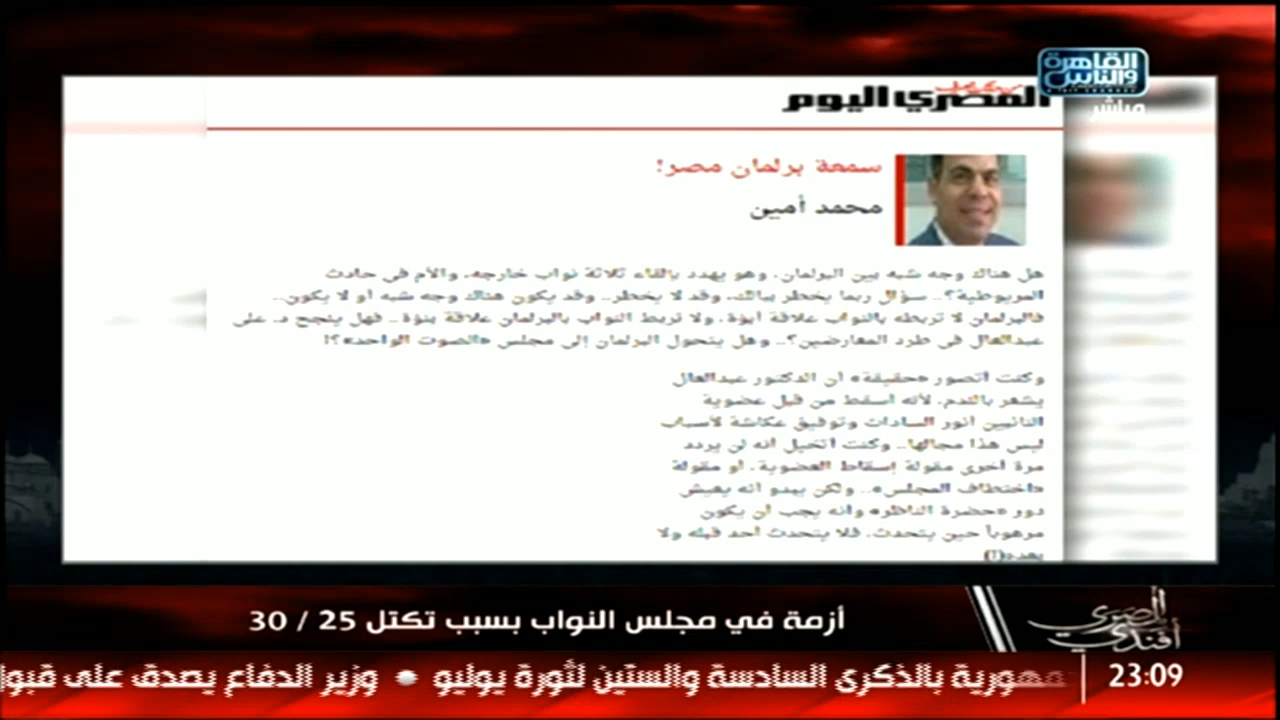 القاهرة
والناس
مباشر
المصري اليوم
سمعة برلمان مصر!
محمد أمين
هل هناك وجه شبه بين البرلمان، وهو يهدد بإلقاء ثلاثة نواب خارجه، والأم فى حادث
المريوطية؟.. سؤال ربما يخطر ببالك، وقد لا يخطر.. وقد يكون هناك وجه شبه أو لا يكون..
فالبرلمان لا تربطه بالنواب علاقة أبوة، ولا تربط النواب بالبرلمان علاقة بنوة.. فهل ينجح د. على
عبدالعال فى طرد المعارضين؟.. وهل يتحول البرلمان إلى مجلس «الصوت الواحد»؟!
وكنت أتصور «حقيقة» أن الدكتور عبدالعال
يشعر بالندم، لأنه أسقط من قبل عضوية
النائبين أنور السادات وتوفيق عكاشة لأسباب
ليس هذا مجالها.. وكنت أتخيل أنه لن يردد
مرة أخرى مقولة إسقاط العضوية، أو مقولة
«اختطاف المجلس».. ولكن يبدو أنه يعيش
دور «حضرة الناظر» وأنه يجب أن يكون
مرهوباً حين يتحدث، فلا يتحدث أحد قبله ولا
بعده(!)
أزمة في مجلس النواب بسبب تكتل 25 / 30
المصري
أفندي
مهورية بالذكرى السادسة والستين لثورة يوليو • وزير الدفاع يصدق على قبول
23:09